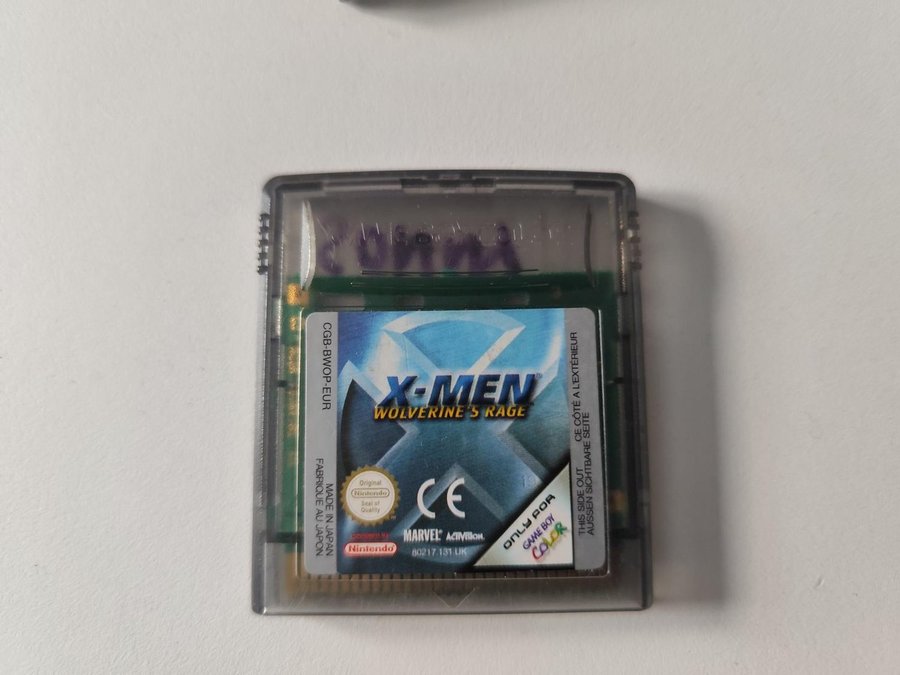 CGB-BWOP-EUR
MADE IN JAPAN
FABRIQUÉ AU JAPON
X-MEN
WOLVERINE'S RAGE
Original
Nintendo
Seal of
Quality
CE
Nintendo
MARVEL® ACTIVISION.
80217.131.UK
ONLY FOR
GAME BOY
COLOR
THIS SIDE OUT CE CÔTÉ A L'EXTÉRIEUR
AUSSEN SICHTBARE SEITE